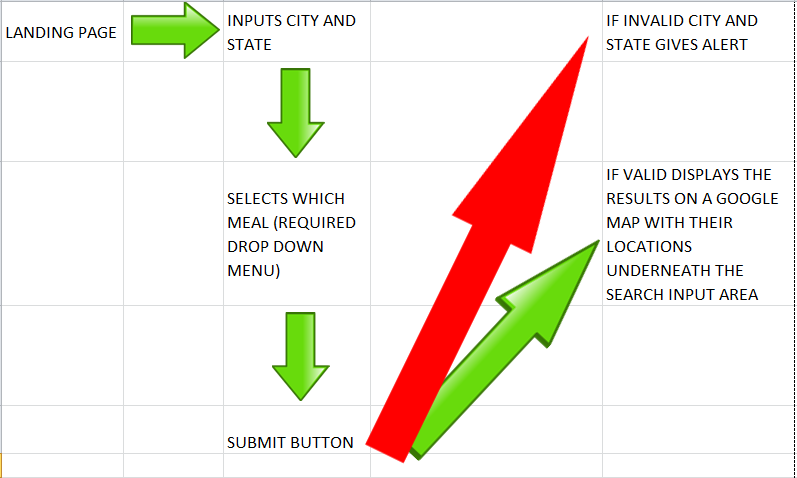 LANDING PAGE
INPUTS CITY AND
STATE
IF INVALID CITY AND
STATE GIVES ALERT
SELECTS WHICH
MEAL (REQUIRED
DROP DOWN
MENU)
IF VALID DISPLAYS THE
RESULTS ON A GOOGLE
MAP WITH THEIR
LOCATIONS
UNDERNEATH THE
SEARCH INPUT AREA
SUBMIT BUTTON